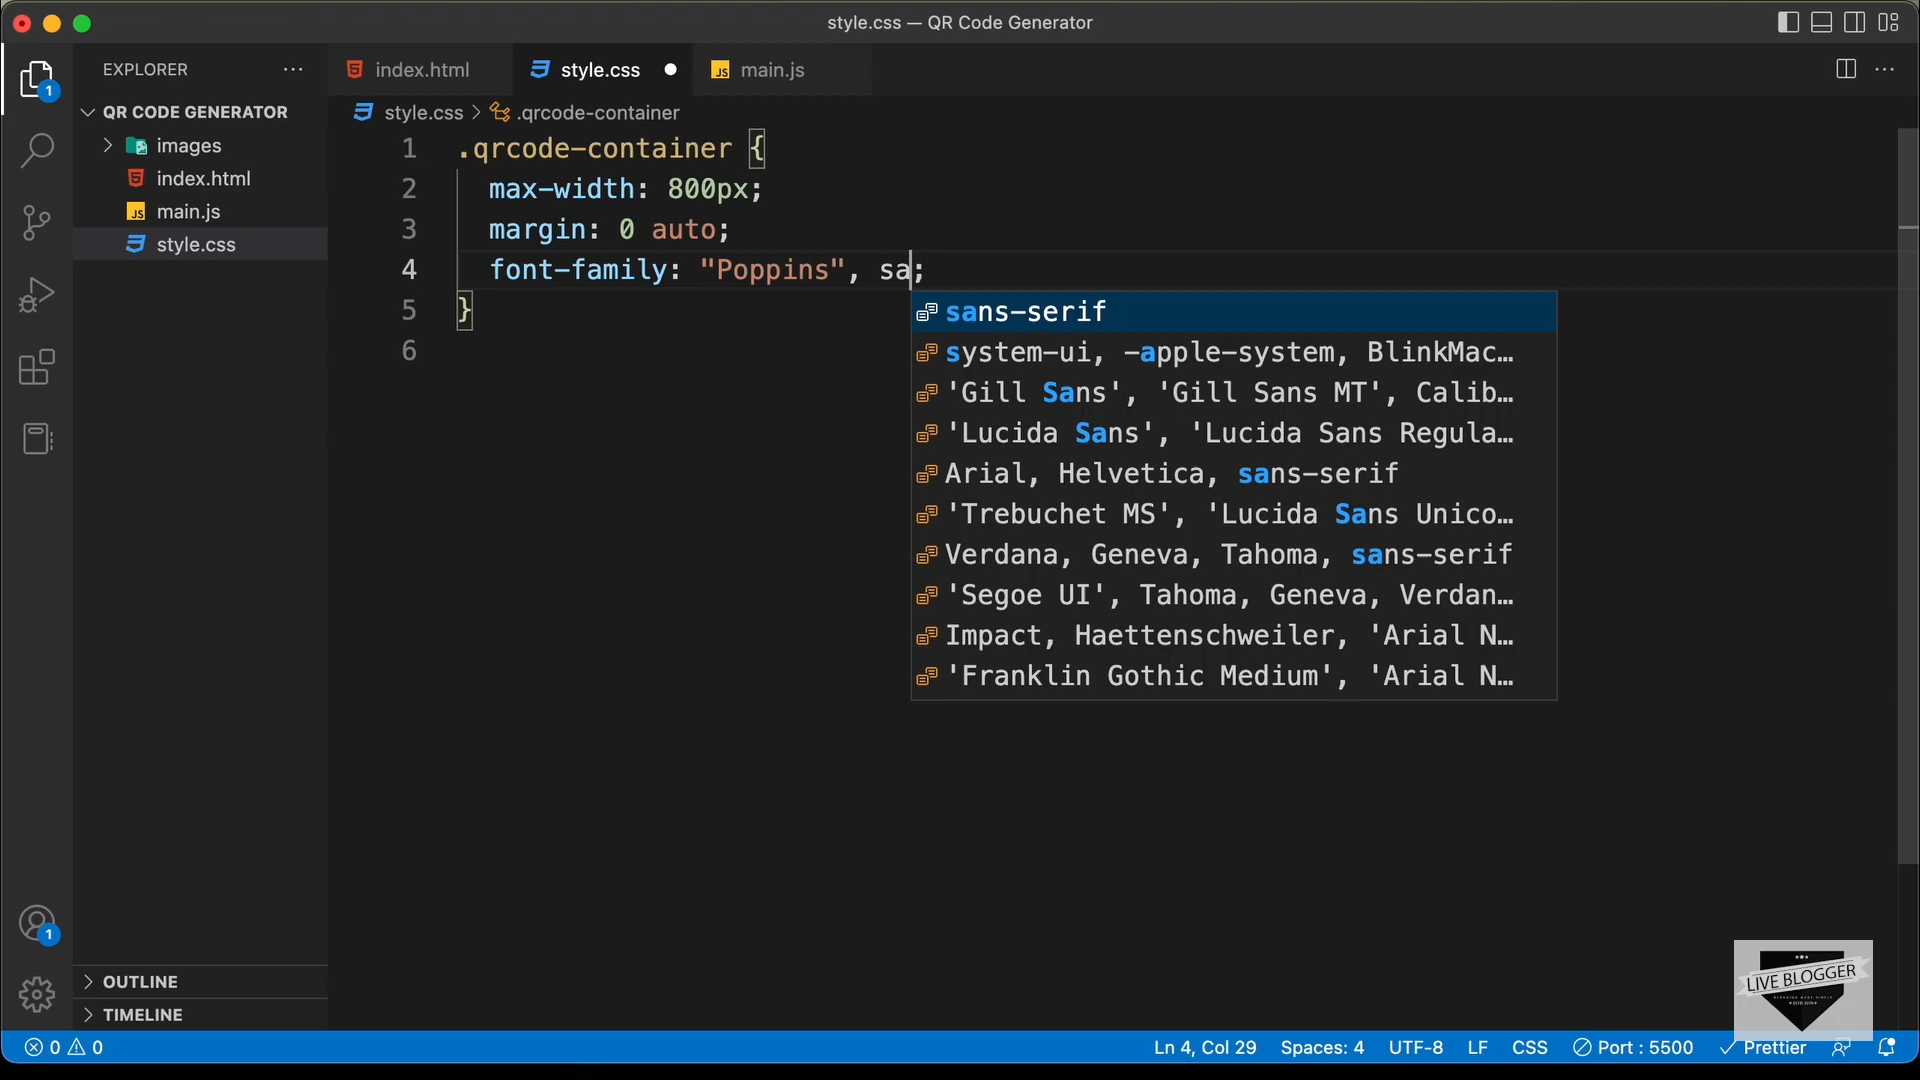 style.css — QR Code Generator
EXPLORER
index.html
style.css
main.js
1
QR CODE GENERATOR
style.css
.qrcode-container
images
index.html
main.js
style.css
1 .qrcode-container {
2 max-width: 800px;
3 margin: 0 auto;
4 font-family: "Poppins", sa;
5 }
6
sans-serif
system-ui, -apple-system, BlinkMac…
'Gill Sans', 'Gill Sans MT', Calib…
'Lucida Sans', 'Lucida Sans Regula…
Arial, Helvetica, sans-serif
'Trebuchet MS', 'Lucida Sans Unico…
Verdana, Geneva, Tahoma, sans-serif
'Segoe UI', Tahoma, Geneva, Verdan…
Impact, Haettenschweiler, 'Arial N…
'Franklin Gothic Medium', 'Arial N…
1
OUTLINE
TIMELINE
LIVE BLOGGER
0 0
Ln 4, Col 29 Spaces: 4 UTF-8 LF CSS Port : 5500 Prettier